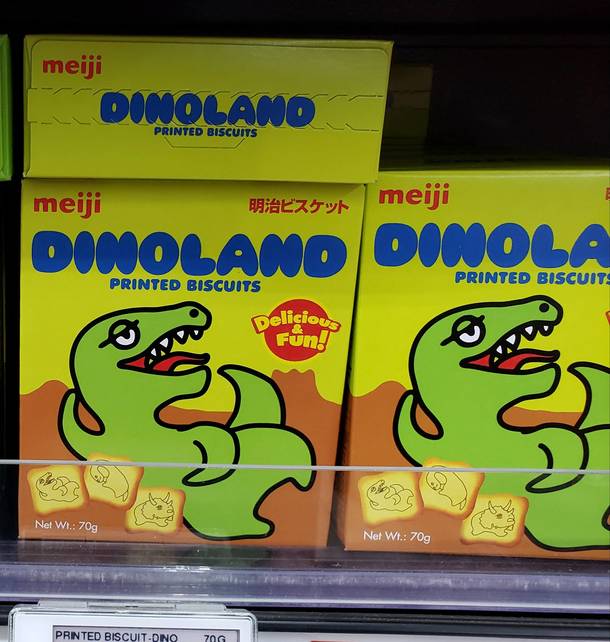 meiji
DINOLAND
PRINTED BISCUITS
meiji 明治ビスケット
DINOLAND
PRINTED BISCUITS
Delicious
&
Fun!
Net Wt.: 70g
meiji
DINOLA
PRINTED BISCUITS
Net Wt.: 70g
PRINTED BISCUIT-DINO 70G